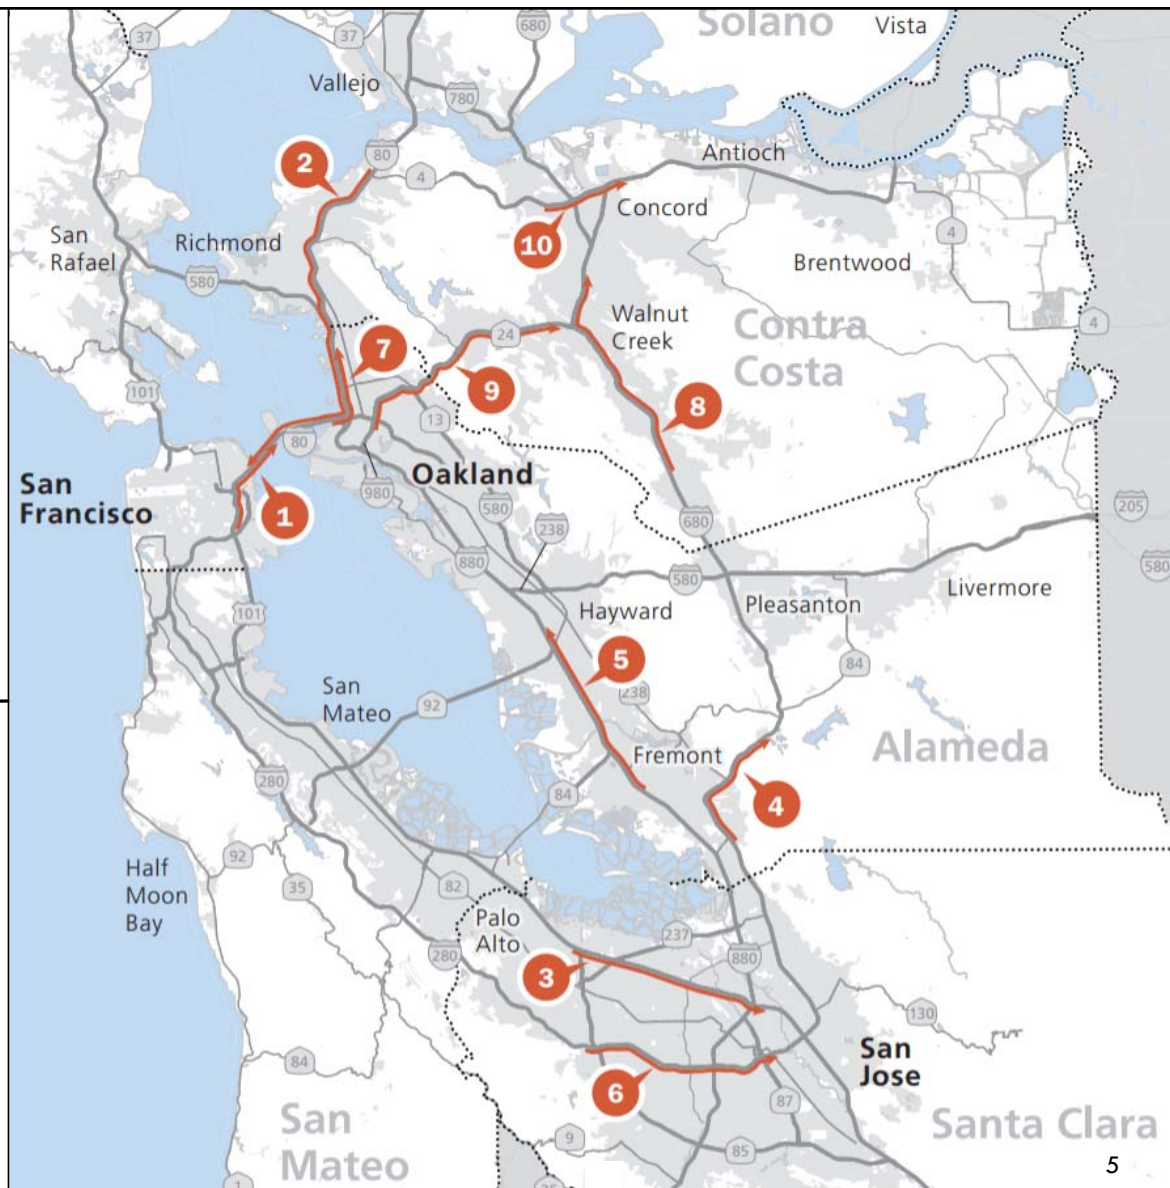 Solano
Vista
37
37
680
Vallejo
780
2
80
4
Antioch
Concord
10
San
Rafael
Richmond
580
4
Brentwood
Walnut
Creek
Contra
Costa
4
24
7
9
101
8
13
80
Oakland
San
Francisco
980
1
580
238
680
205
880
580
580
Livermore
Hayward
Pleasanton
101
5
84
238
San
Mateo
92
Fremont
Alameda
280
84
4
Half
Moon
Bay
92
35
82
Palo
Alto
237
280
880
3
130
San
Jose
84
6
87
San
Mateo
Santa Clara
9
85
5
1
35